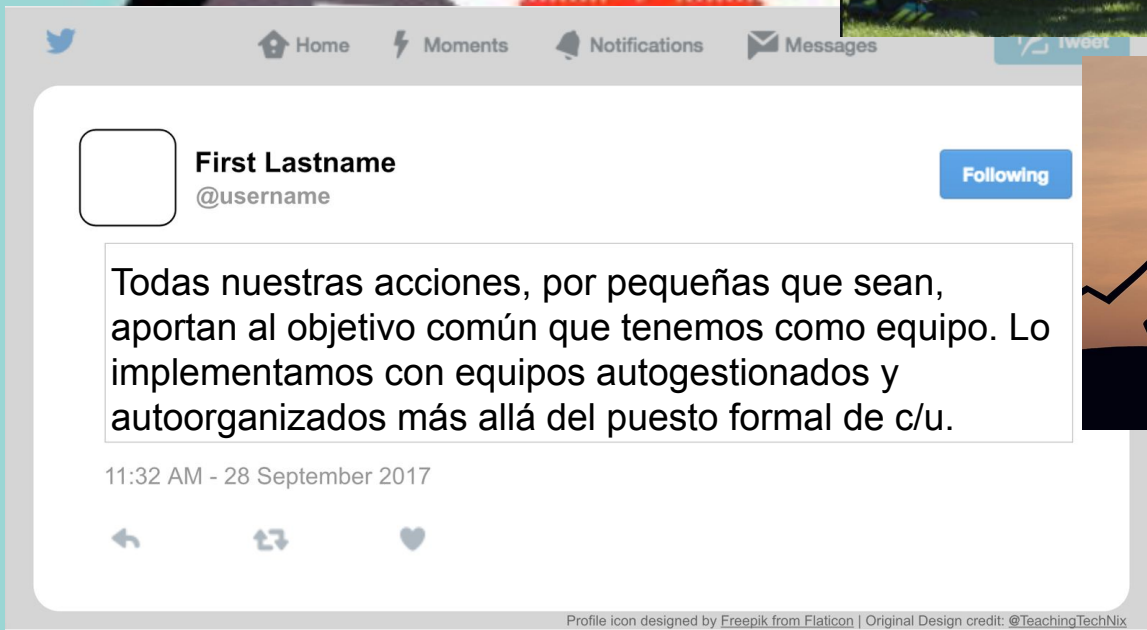 Home Moments Notifications Messages Tweet
First Lastname
@username
Following
Todas nuestras acciones, por pequeñas que sean,
aportan al objetivo común que tenemos como equipo. Lo
implementamos con equipos autogestionados y
autoorganizados más allá del puesto formal de c/u.
11:32 AM - 28 September 2017
Profile icon designed by Freepik from Flaticon | Original Design credit: @TeachingTechNix